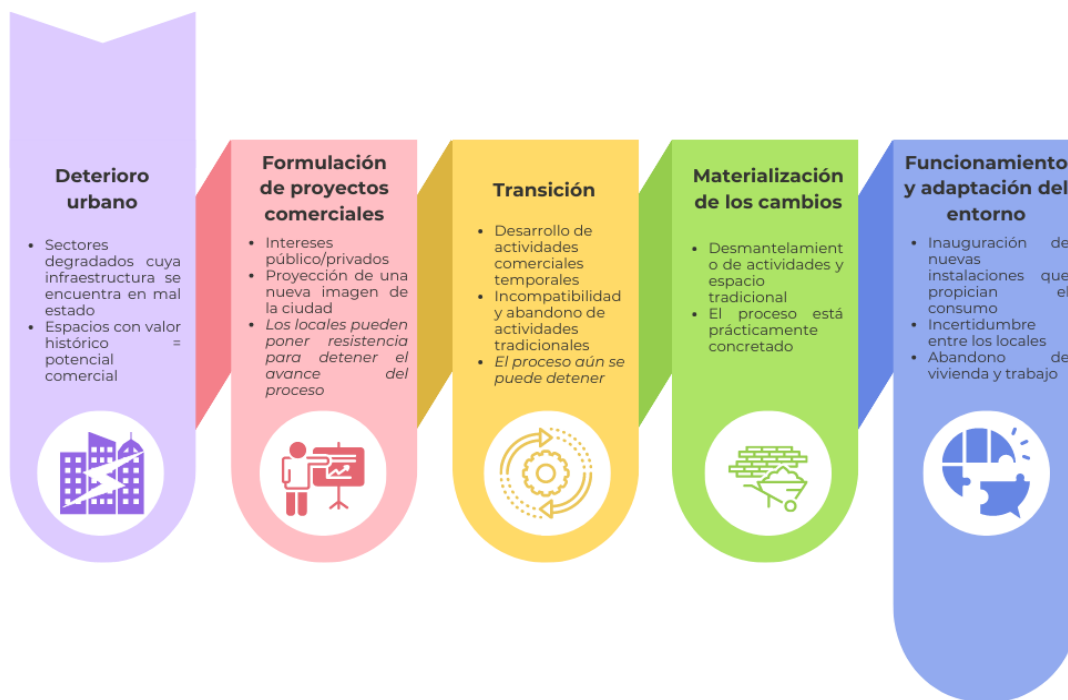 Deterioro
urbano
• Sectores
degradados cuya
infraestructura se
encuentra en mal
estado
• Espacios con valor
histórico =
potencial
comercial
Formulación
de proyectos
comerciales
• Intereses
público/privados
• Proyección de una
nueva imagen de
la ciudad
• Los locales pueden
poner resistencia
para detener el
avance del
proceso
Transición
• Desarrollo de
actividades
comerciales
temporales
• Incompatibilidad
y abandono de
actividades
tradicionales
• El proceso aún se
puede detener
Materialización
de los cambios
• Desmantelamient
o de actividades y
espacio
tradicional
• El proceso está
prácticamente
concretado
Funcionamiento
y adaptación del
entorno
• Inauguración de
nuevas
instalaciones que
propician el
consumo
• Incertidumbre
entre los locales
• Abandono de
vivienda y trabajo